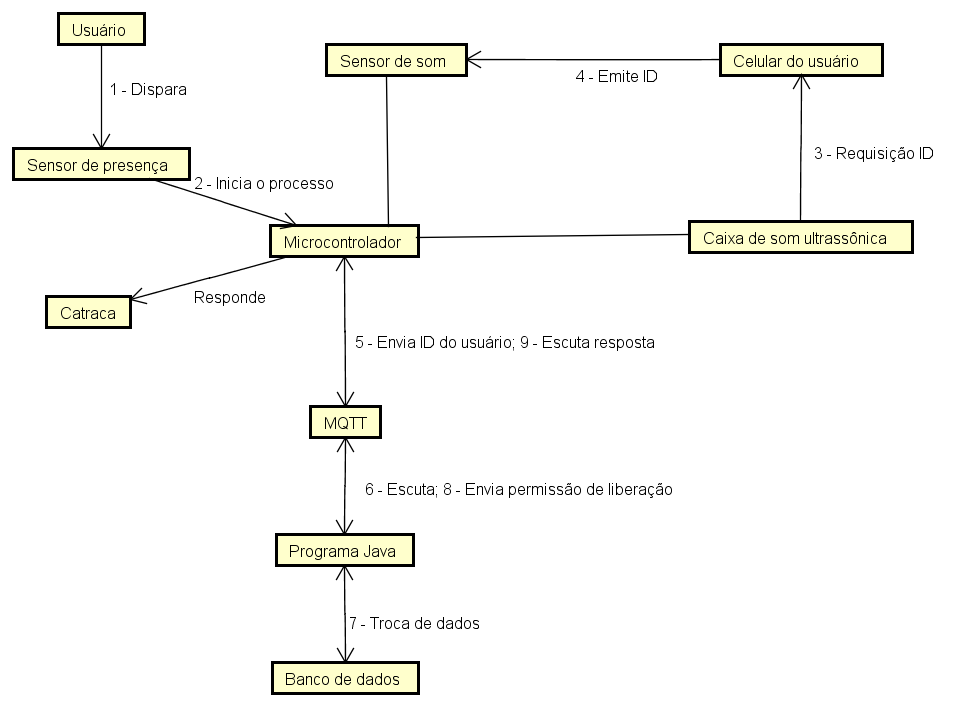 Usuário
Sensor de som
Celular do usuário
4 - Emite ID
1 - Dispara
3 - Requisição ID
Sensor de presença
2 - Inicia o processo
Microcontrolador
Caixa de som ultrassônica
Responde
Catraca
5 - Envia ID do usuário; 9 - Escuta resposta
MQTT
6 - Escuta; 8 - Envia permissão de liberação
Programa Java
7 - Troca de dados
Banco de dados